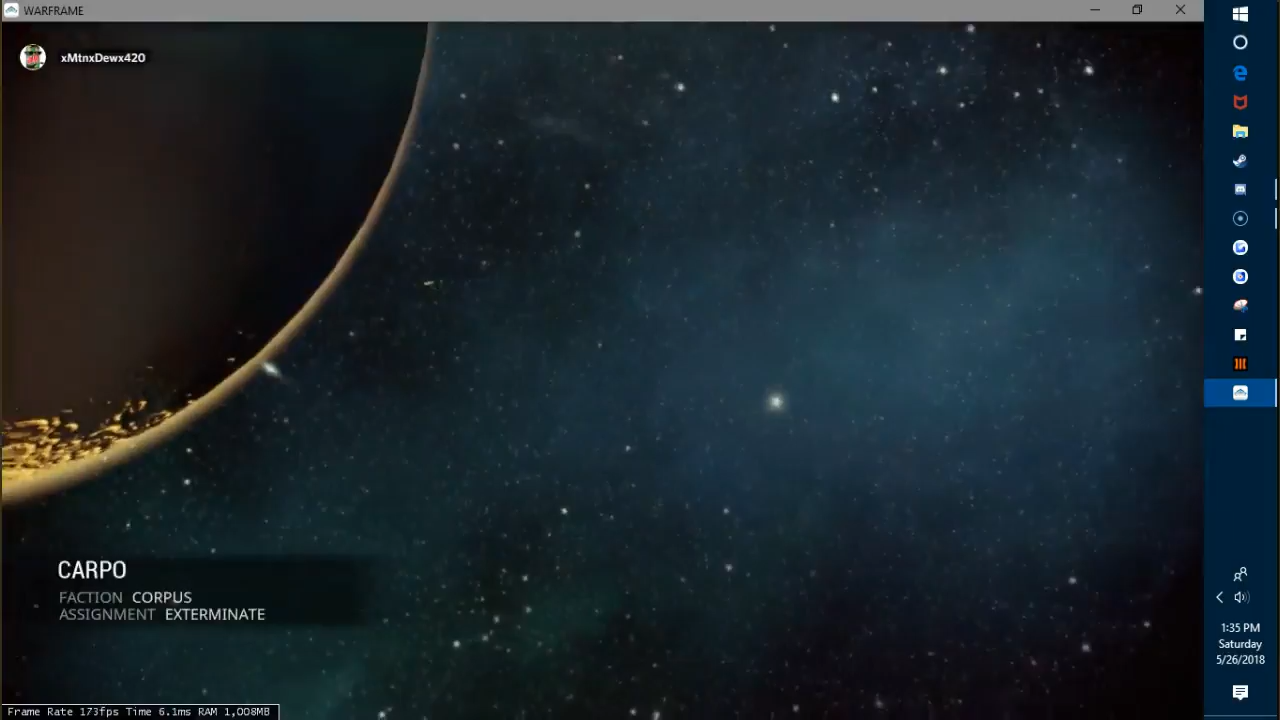 WARFRAME
xMtnxDewx420
CARPO
FACTION CORPUS
ASSIGNMENT EXTERMINATE
Frame Rate 173fps Time 6.1ms RAM 1,008MB
1:35 PM
Saturday
5/26/2018